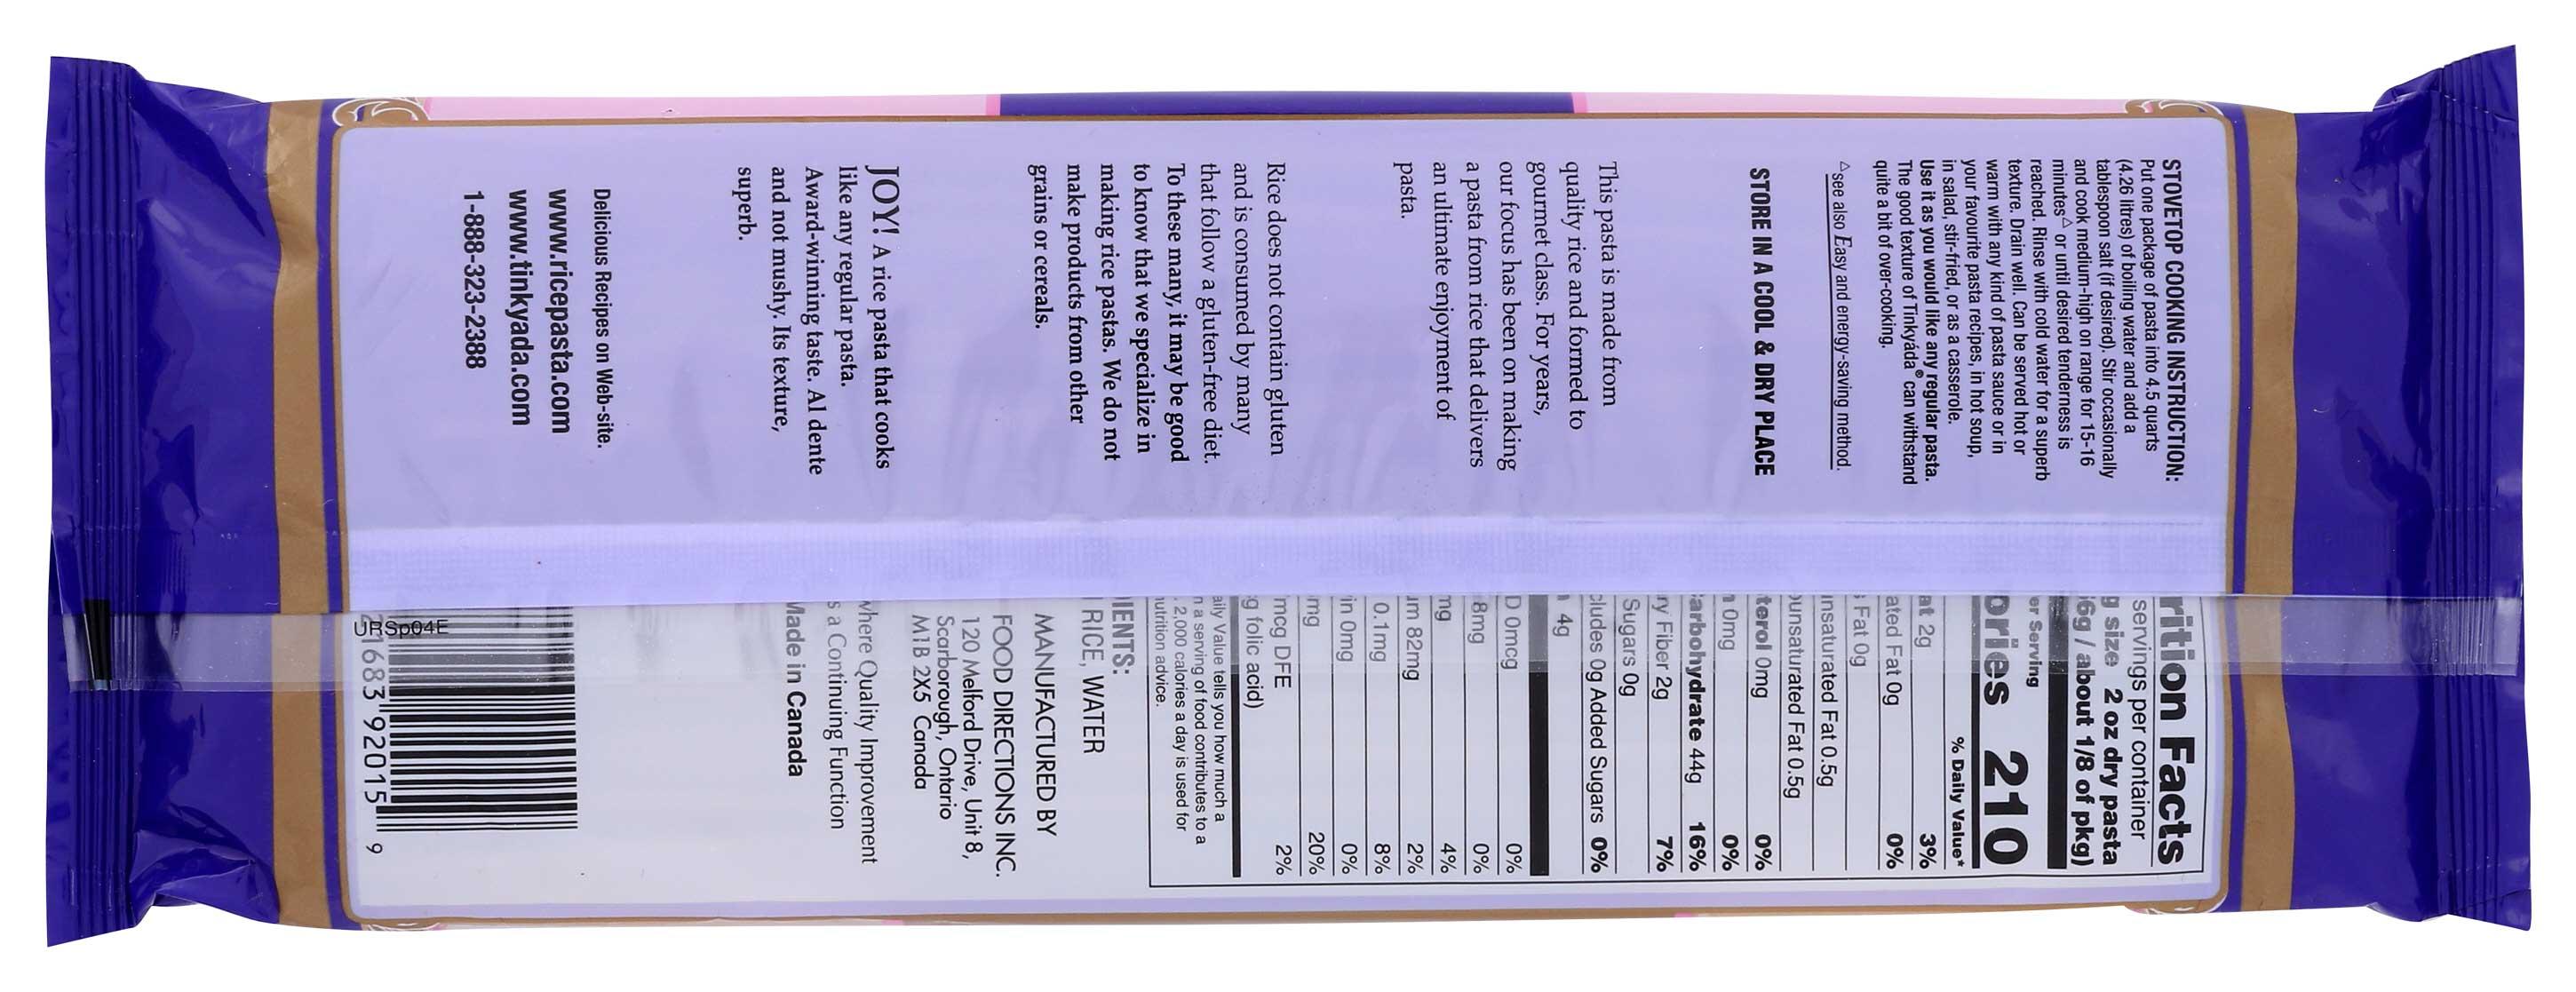 STOVETOP COOKING INSTRUCTION:
Put one package of pasta into 4.5 quarts
(4.26 litres) of boiling water and add a
tablespoon salt (if desired). Stir occasionally
and cook medium-high on range for 15-16
minutes△ or until desired tenderness is
reached. Rinse with cold water for a superb
texture. Drain well. Can be served hot or
warm with any kind of pasta sauce or in
your favourite pasta recipes, in hot soup,
in salad, stir-fried, or as a casserole.
Use it as you would like any regular pasta.
The good texture of Tinkyáda® can withstand
quite a bit of over-cooking.
△see also Easy and energy-saving method.
STORE IN A COOL & DRY PLACE
This pasta is made from
quality rice and formed to
gourmet class. For years,
our focus has been on making
a pasta from rice that delivers
an ultimate enjoyment of
pasta.
Rice does not contain gluten
and is consumed by many
that follow a gluten-free diet.
To these many, it may be good
to know that we specialize in
making rice pastas. We do not
make products from other
grains or cereals.
JOY! A rice pasta that cooks
like any regular pasta.
Award-winning taste. Al dente
and not mushy. Its texture,
superb.
Delicious Recipes on Web-site.
www.ricepasta.com
www.tinkyada.com
1-888-323-2388
rition Facts
servings per container
g size 2 oz dry pasta
6g / about 1/8 of pkg)
er Serving
ories 210
% Daily Value*
at 2g 3%
ated Fat 0g 0%
Fat 0g
nsaturated Fat 0.5g
unsaturated Fat 0.5g
terol 0mg 0%
0mg 0%
arbohydrate 44g 16%
ry Fiber 2g 7%
Sugars 0g
cludes 0g Added Sugars 0%
4g
D 0mcg 0%
8mg 0%
mg 4%
um 82mg 2%
0.1mg 8%
in 0mg 0%
mg 20%
mcg DFE 2%
g folic acid)
aily Value tells you how much a
n a serving of food contributes to a
. 2,000 calories a day is used for
nutrition advice.
IENTS:
RICE, WATER
MANUFACTURED BY
FOOD DIRECTIONS INC.
120 Melford Drive, Unit 8,
Scarborough, Ontario
M1B 2X5 Canada
where Quality Improvement
s a Continuing Function
Made in Canada
URSp04E
21683 92015 9